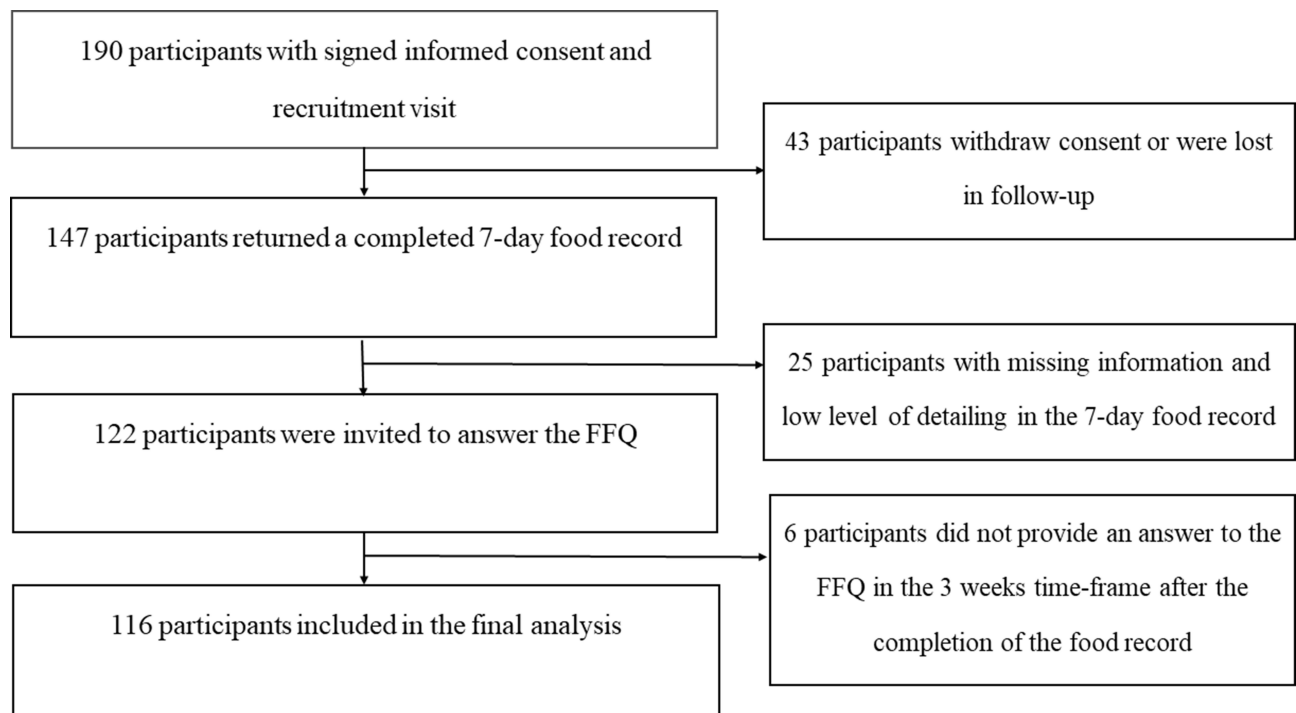 190 participants with signed informed consent and
recruitment visit
43 participants withdraw consent or were lost
in follow-up
147 participants returned a completed 7-day food record
25 participants with missing information and
low level of detailing in the 7-day food record
122 participants were invited to answer the FFQ
6 participants did not provide an answer to the
FFQ in the 3 weeks time-frame after the
completion of the food record
116 participants included in the final analysis